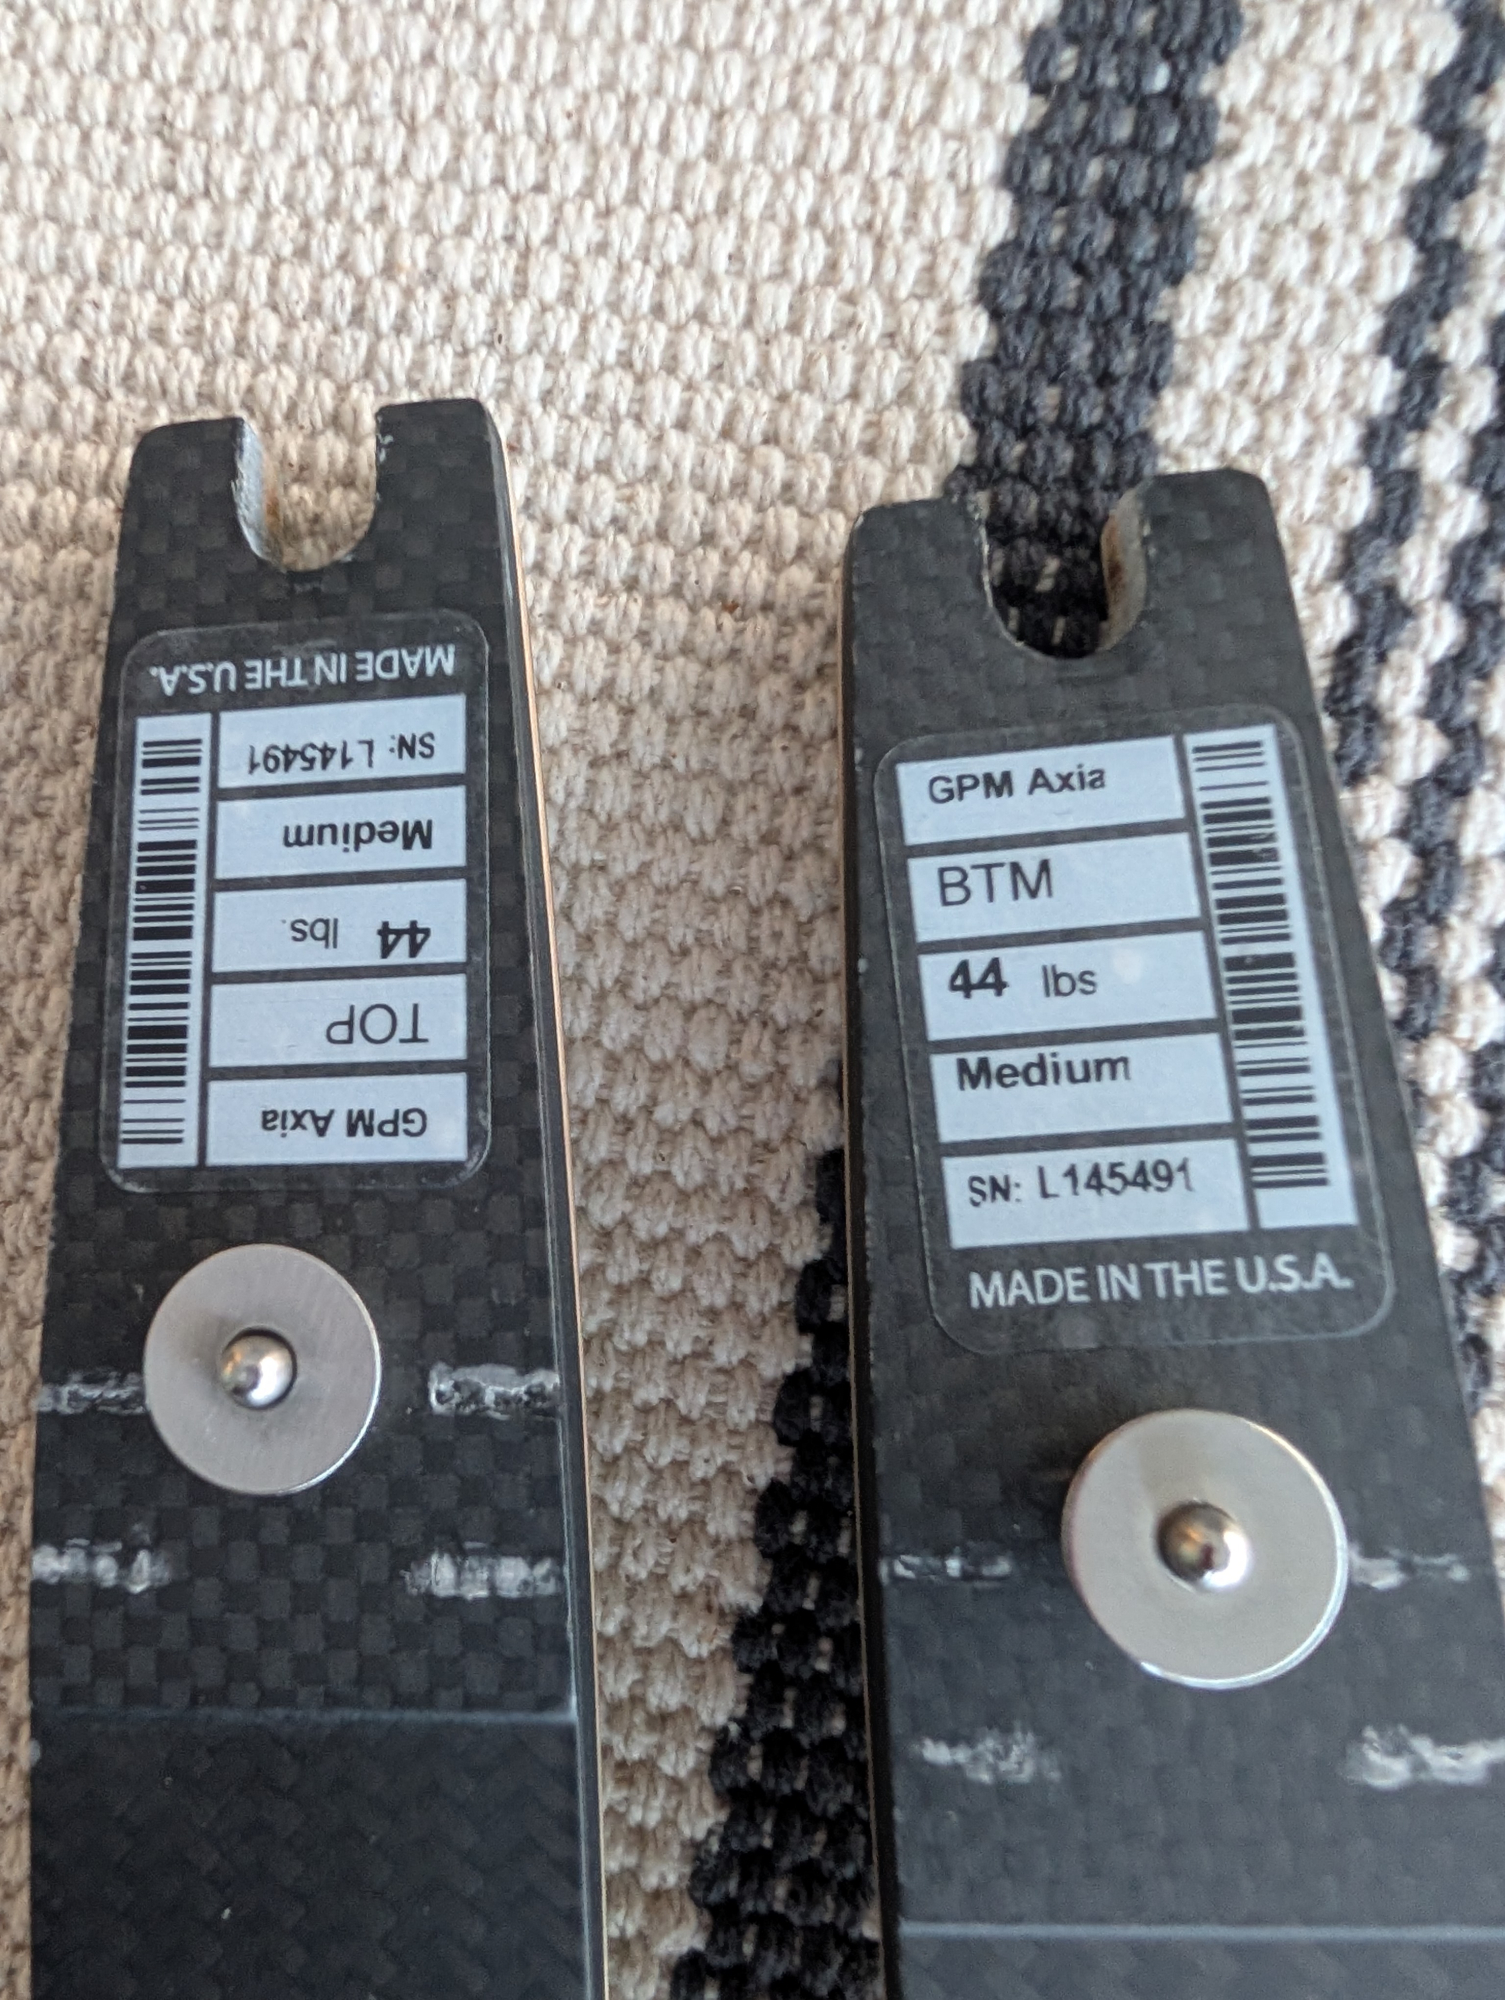 GPM Axia
TOP
44 lbs.
Medium
SN: L145491
MADE IN THE U.S.A.
GPM Axia
BTM
44 lbs
Medium
SN: L145491
MADE IN THE U.S.A.